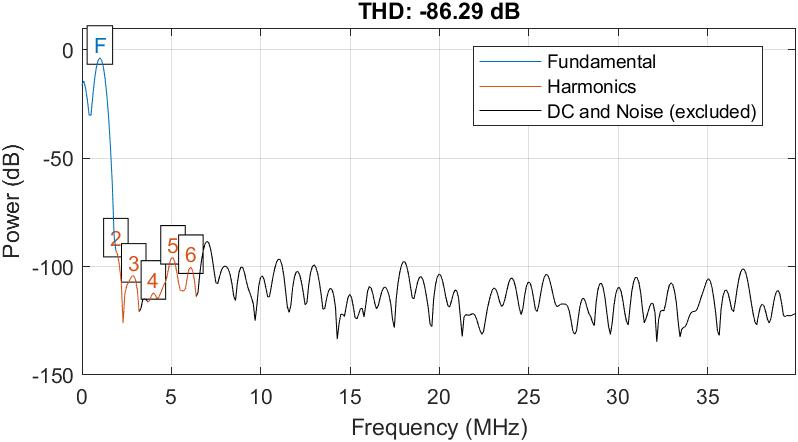 THD: -86.29 dB
F
2
3
4
5
6
Fundamental
Harmonics
DC and Noise (excluded)
Power (dB)
0
-50
-100
-150
0 5 10 15 20 25 30 35
Frequency (MHz)